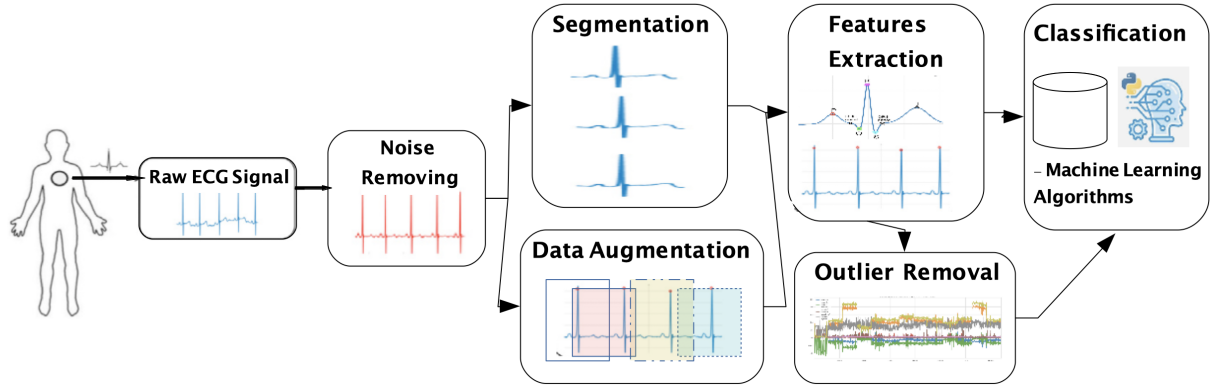 Raw ECG Signal
Noise
Removing
Segmentation
Data Augmentation
Features
Extraction
Outlier Removal
Classification
– Machine Learning
Algorithms